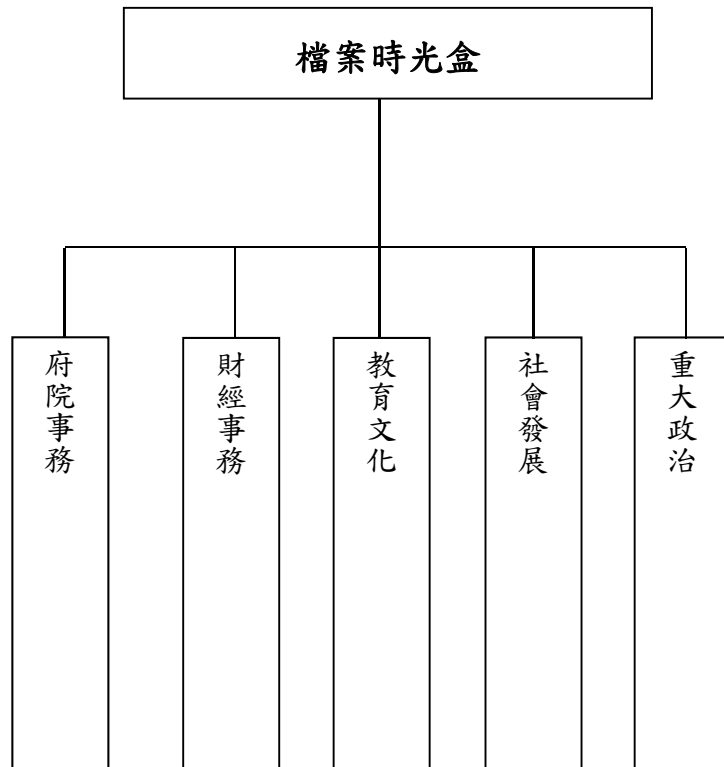 檔案時光盒
府院事務
財經事務
教育文化
社會發展
重大政治